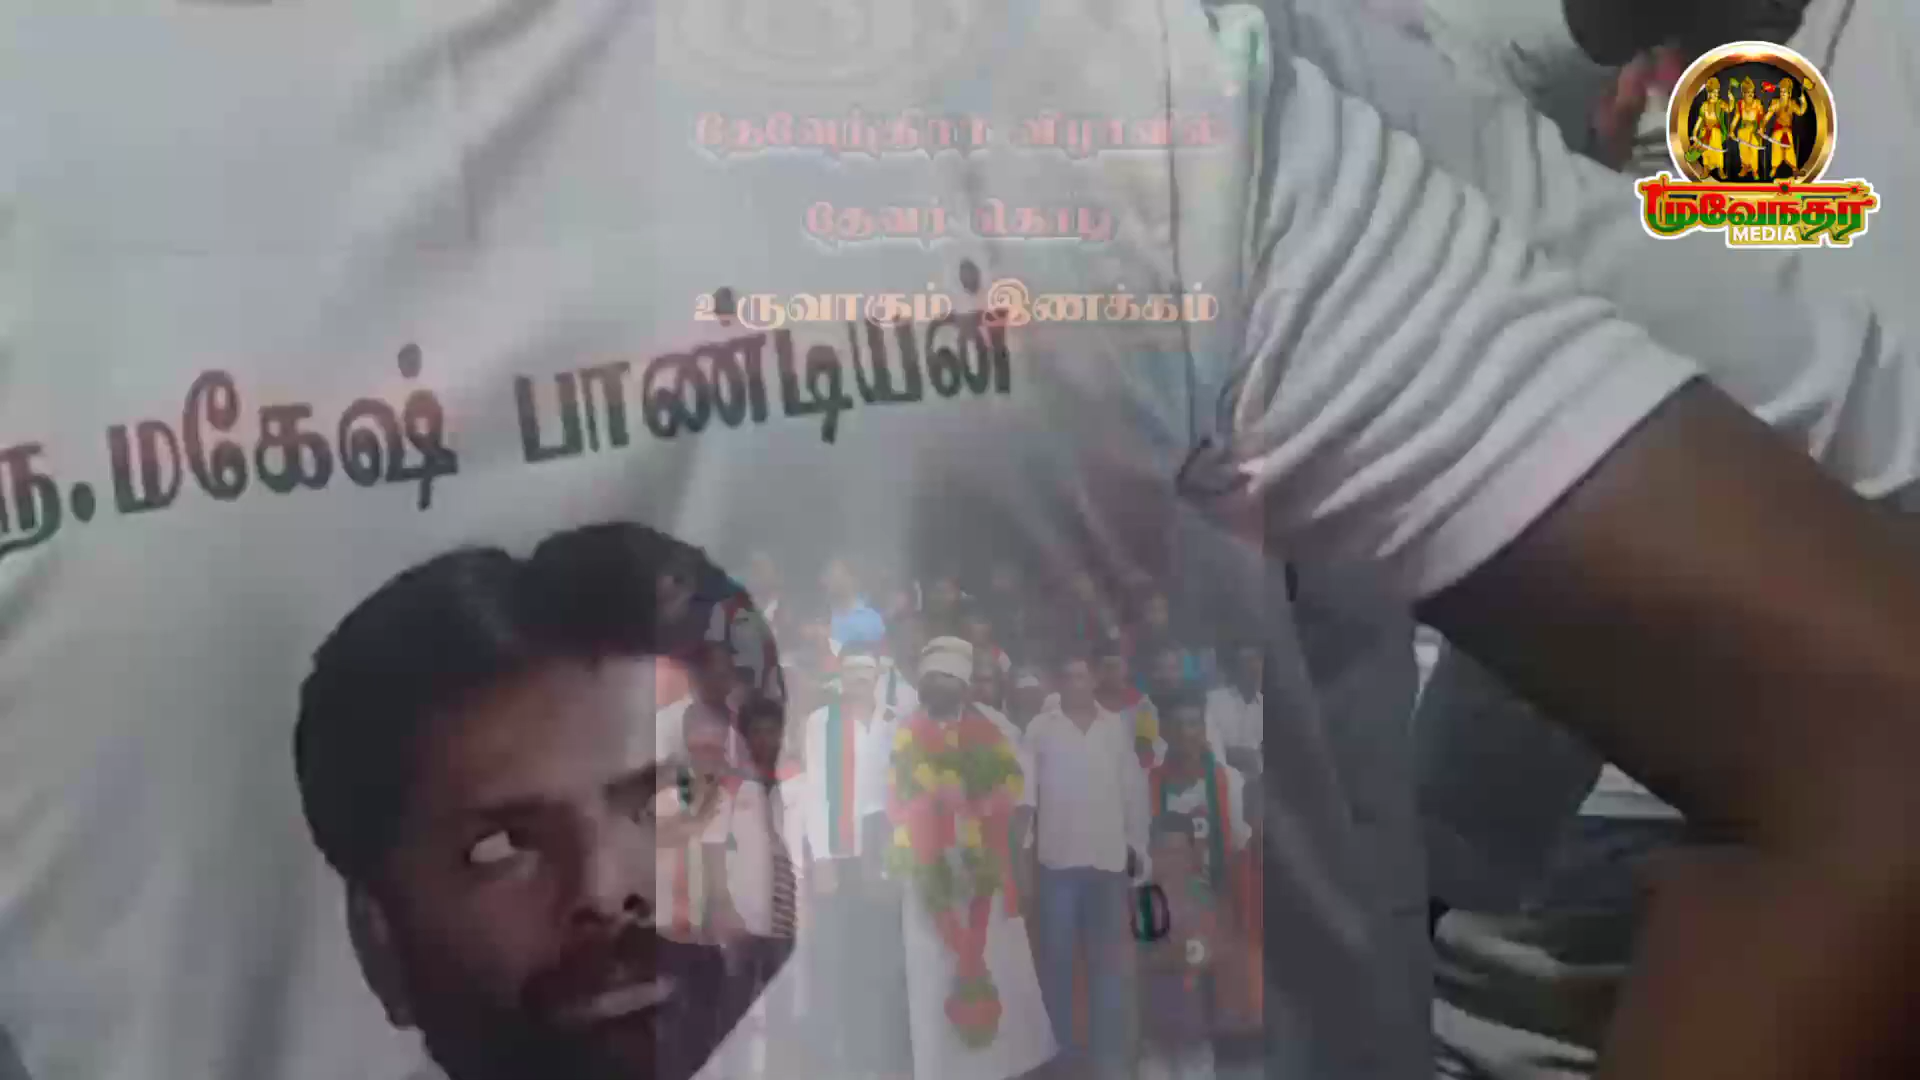 தேவேந்திரா விழாவில்
தேவர் கொடி
உருவாகும் இணக்கம்
ந.மகேஷ் பாண்டியன்
மூவேந்தர்
MEDIA